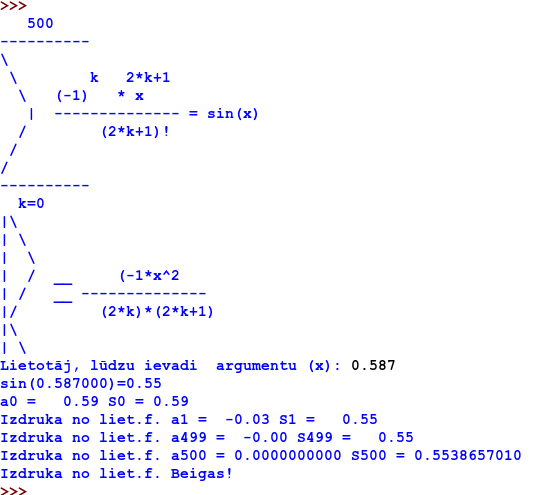 >>>
   500
----------
\
 \        k   2*k+1
  \   (-1)   * x
   |  -------------- = sin(x)
  /        (2*k+1)!
 /
/
----------
  k=0
|\
| \
|  \
|  /  __     (-1*x^2
| /   __ --------------
|/         (2*k)*(2*k+1)
|\
| \
Lietotāj, lūdzu ievadi  argumentu (x): 0.587
sin(0.587000)=0.55
a0 =   0.59 S0 = 0.59
Izdruka no liet.f. a1 =  -0.03 S1 =   0.55
Izdruka no liet.f. a499 =  -0.00 S499 =   0.55
Izdruka no liet.f. a500 = 0.0000000000 S500 = 0.5538657010
Izdruka no liet.f. Beigas!
>>>